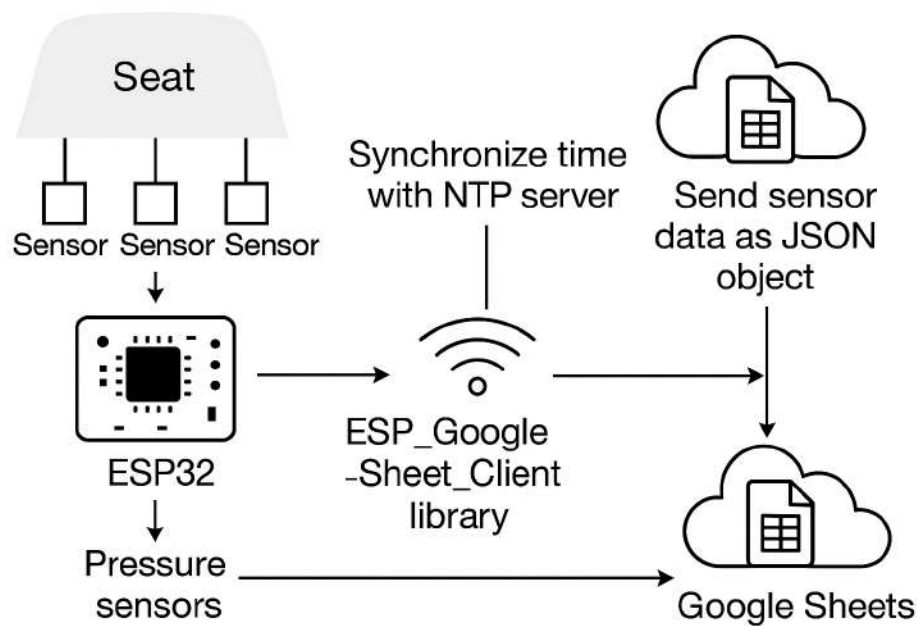 Seat
Sensor Sensor Sensor
Synchronize time
with NTP server
Send sensor
data as JSON
object
ESP32
ESP_Google
-Sheet_Client
library
Pressure
sensors
Google Sheets